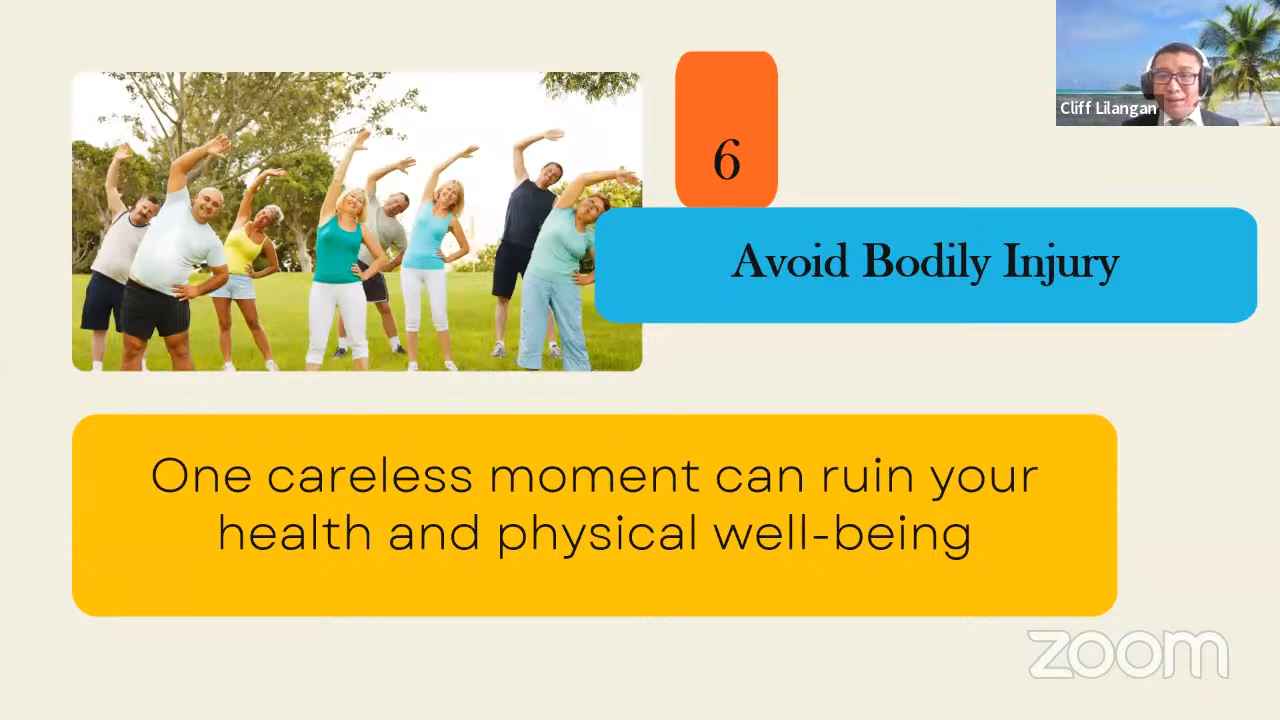 Cliff Lilangan
6
Avoid Bodily Injury
One careless moment can ruin your
health and physical well-being
zoom